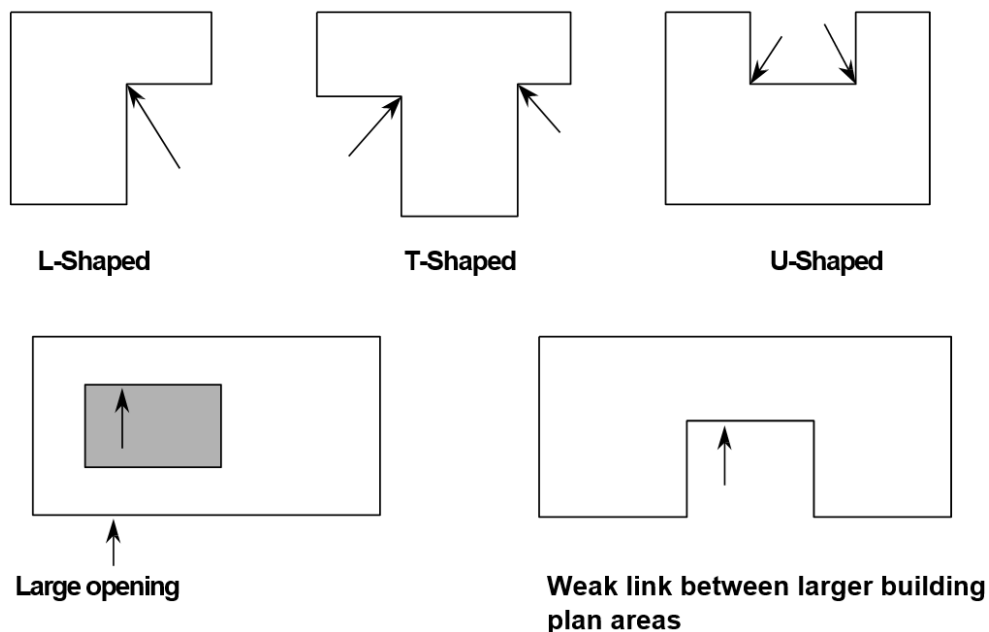 L-Shaped
T-Shaped
U-Shaped
Large opening
Weak link between larger building
plan areas